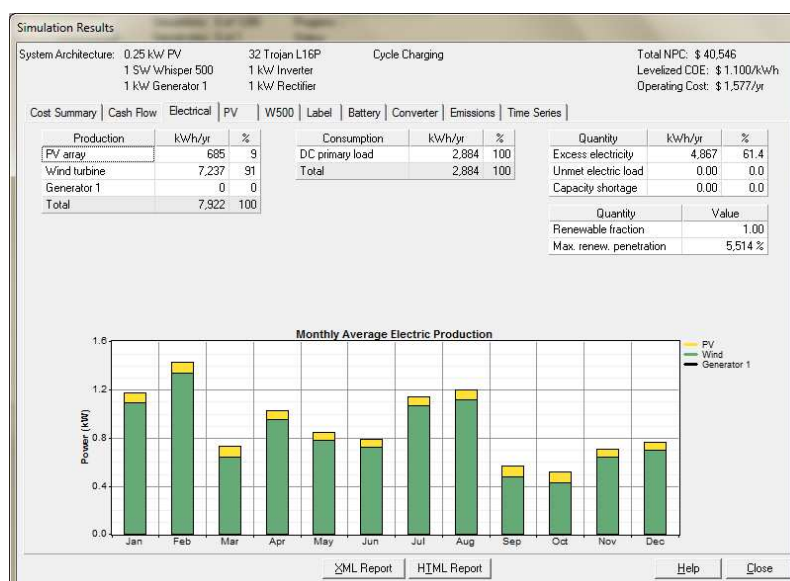 Simulation Results
System Architecture: 0.25 kW PV 32 Trojan L16P Cycle Charging Total NPC: $ 40,546
1 SW Whisper 500 1 kW Inverter Levelized COE: $ 1.100/kWh
1 kW Generator 1 1 kW Rectifier Operating Cost: $ 1,577/yr
Cost Summary Cash Flow Electrical PV W500 Label Battery Converter Emissions Time Series
Production kWh/yr %
PV array 685 9
Wind turbine 7,237 91
Generator 1 0 0
Total 7,922 100
Consumption kWh/yr %
DC primary load 2,884 100
Total 2,884 100
Quantity kWh/yr %
Excess electricity 4,867 61.4
Unmet electric load 0.00 0.0
Capacity shortage 0.00 0.0
Quantity Value
Renewable fraction 1.00
Max. renew. penetration 5,514 %
Monthly Average Electric Production
Power (kW)
1.6
1.2
0.8
0.4
0.0
Jan Feb Mar Apr May Jun Jul Aug Sep Oct Nov Dec
PV
Wind
Generator 1
XML Report HTML Report Help Close